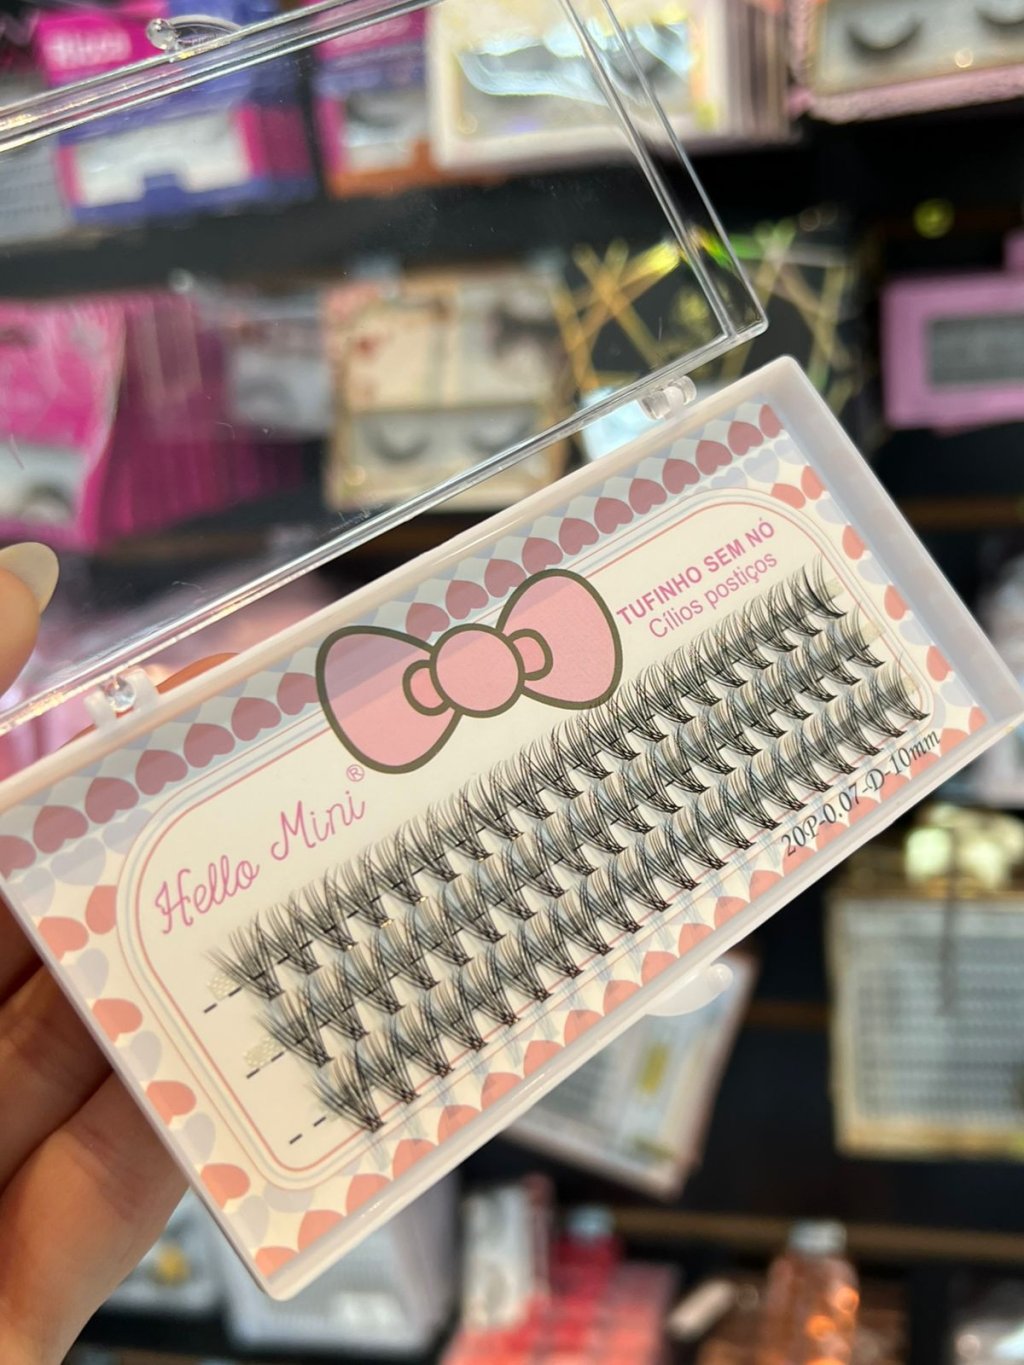 TUFINHO SEM NÓ
Cílios postiços
Hello Mini ®
20P-0.07-D-10mm